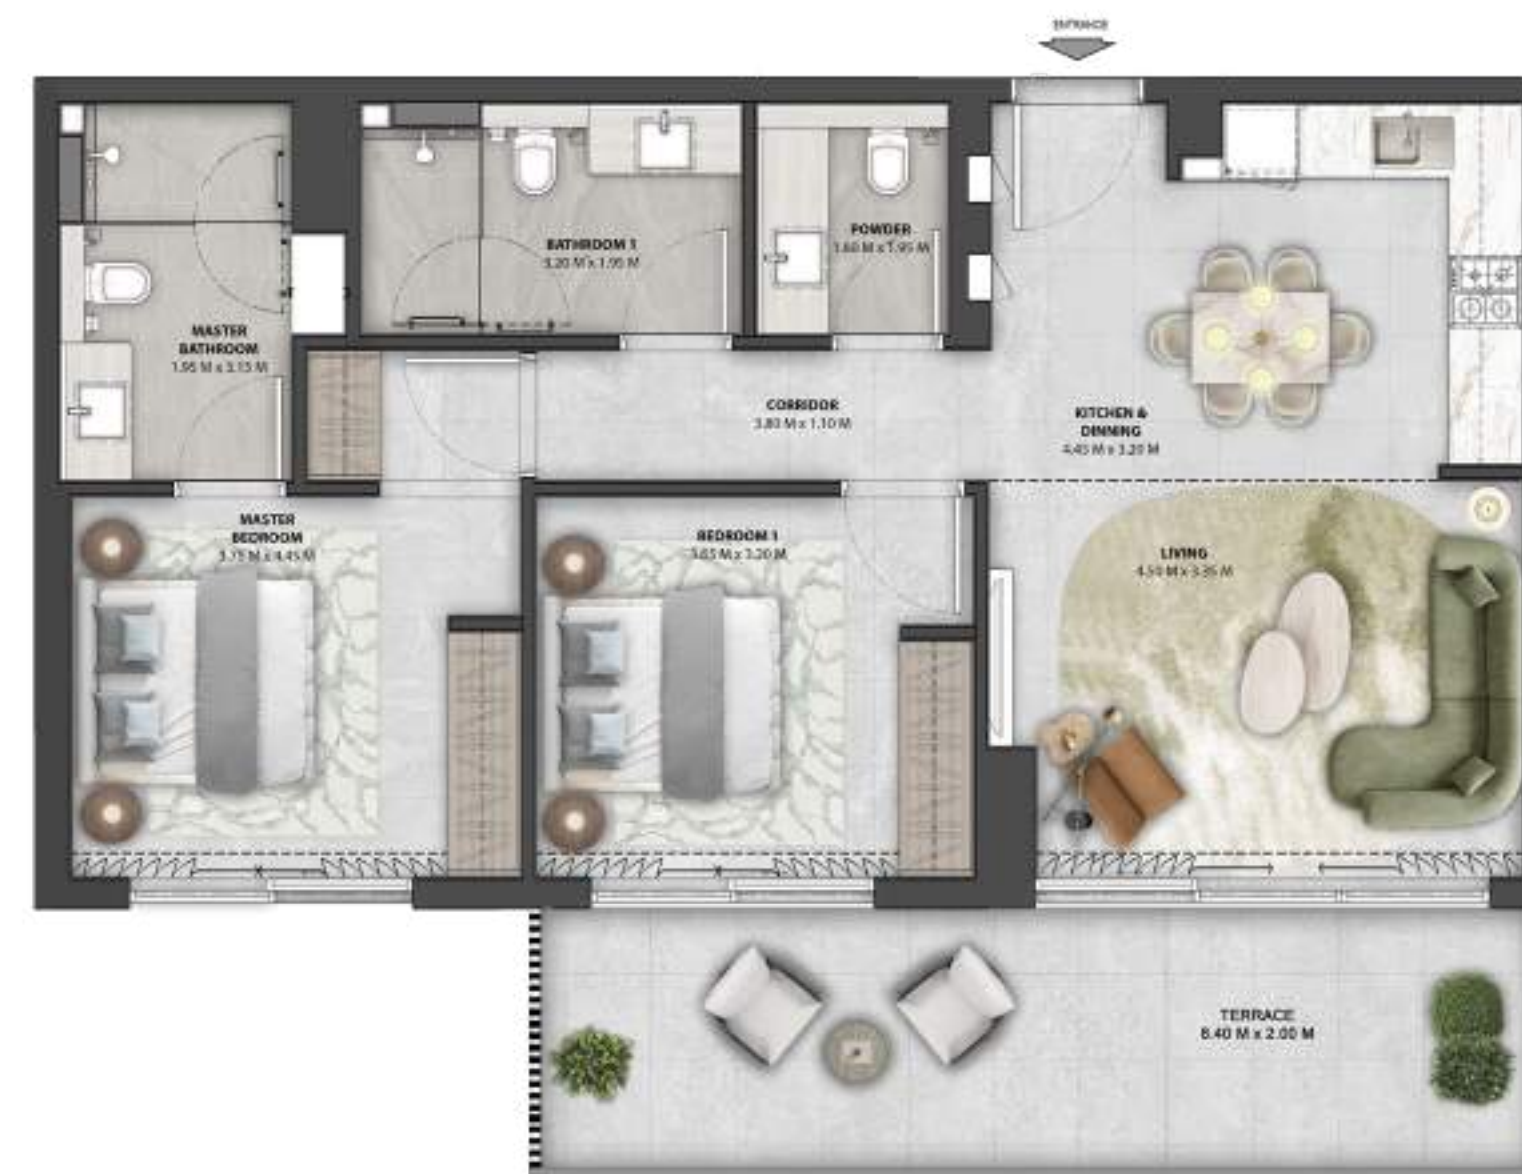 ENTRANCE
BATHROOM 1
3.20 M x 1.95 M
POWDER
1.60 M x 1.95 M
MASTER
BATHROOM
1.95 M x 3.15 M
CORRIDOR
3.80 M x 1.10 M
KITCHEN &
DINNING
4.45 M x 3.20 M
MASTER
BEDROOM
3.75 M x 4.45 M
BEDROOM 1
3.65 M x 3.20 M
LIVING
4.50 M x 3.35 M
TERRACE
8.40 M x 2.00 M